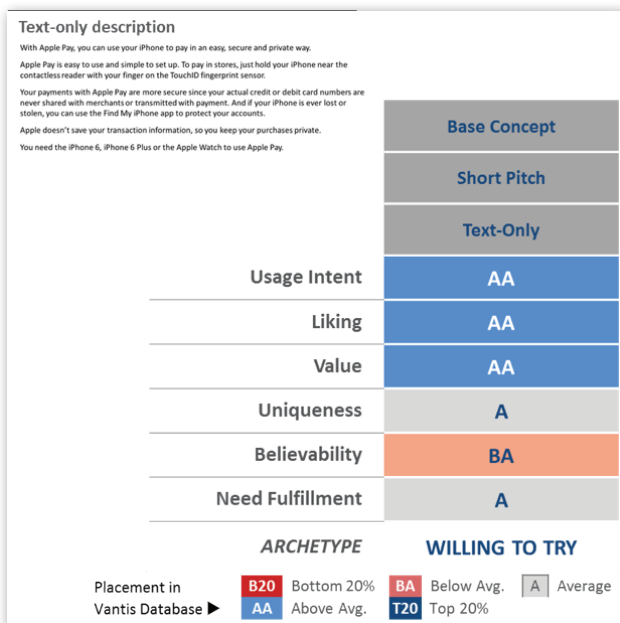 Text-only description
With Apple Pay, you can use your iPhone to pay in an easy, secure and private way.
Apple Pay is easy to use and simple to set up. To pay in stores, just hold your iPhone near the
contactless reader with your finger on the TouchID fingerprint sensor.
Your payments with Apple Pay are more secure since your actual credit or debit card numbers are
never shared with merchants or transmitted with payment. And if your iPhone is ever lost or
stolen, you can use the Find My iPhone app to protect your accounts.
Apple doesn't save your transaction information, so you keep your purchases private.
You need the iPhone 6, iPhone 6 Plus or the Apple Watch to use Apple Pay.
Base Concept
Short Pitch
Text-Only
Usage Intent AA
Liking AA
Value AA
Uniqueness A
Believability BA
Need Fulfillment A
ARCHETYPE WILLING TO TRY
Placement in B20 Bottom 20% BA Below Avg. A Average
Vantis Database ▶ AA Above Avg. T20 Top 20%